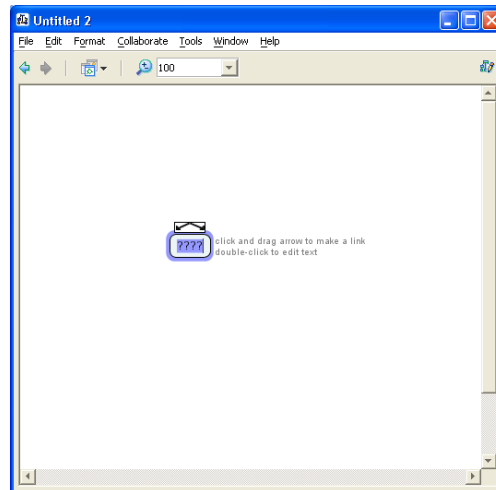 Untitled 2
File Edit Format Collaborate Tools Window Help
100
????
click and drag arrow to make a link
double-click to edit text